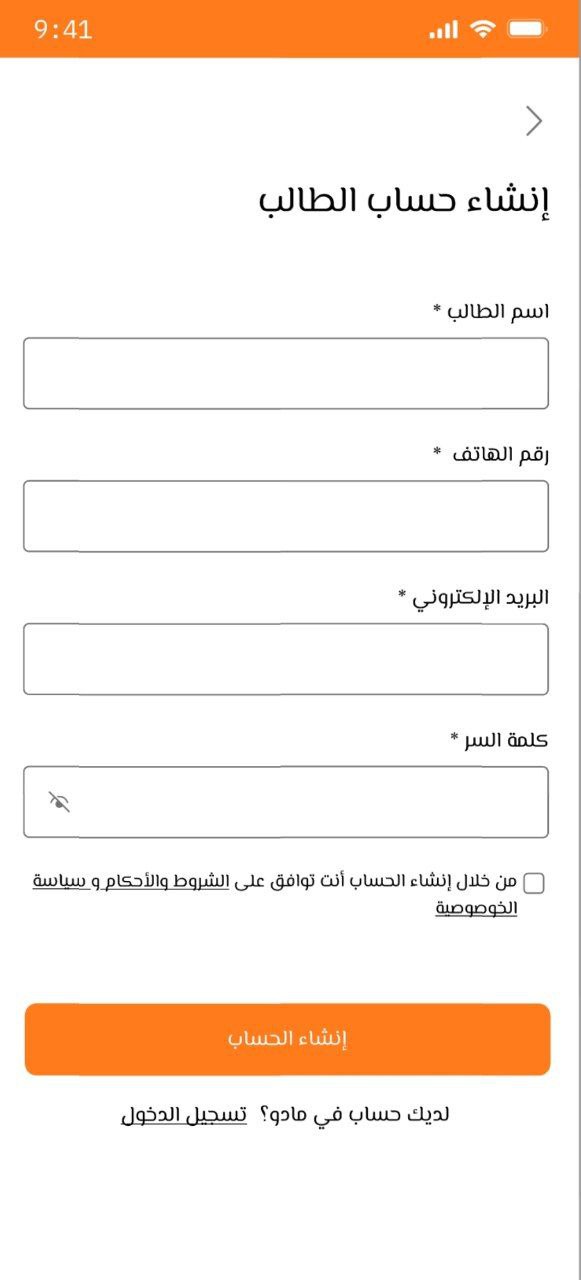 9:41
إنشاء حساب الطالب
اسم الطالب *
رقم الهاتف *
البريد الإلكتروني *
كلمة السر *
من خلال إنشاء الحساب أنت توافق على الشروط والأحكام و سياسة
الخوصوصية
إنشاء الحساب
لديك حساب في مادو؟ تسجيل الدخول